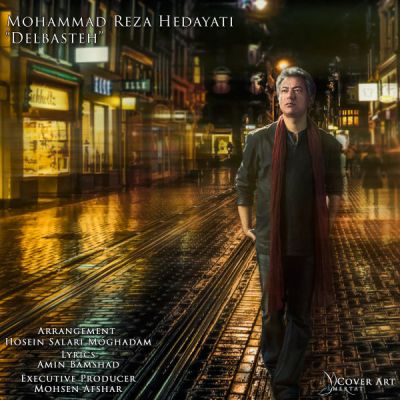 Mohammad Reza Hedayati
"Delbasteh"
Arrangement
Hosein Salari Moghadam
Lyrics
Amin Bamshad
Executive Producer
Mohsen Afshar
Cover Art